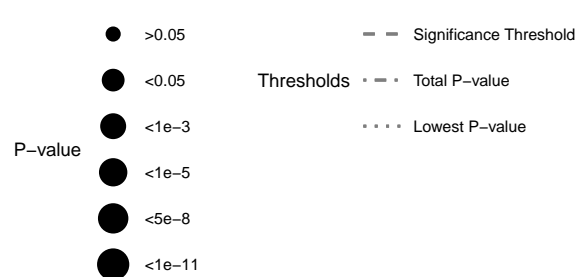 P−value
>0.05
<0.05
<1e−3
<1e−5
<5e−8
<1e−11
Thresholds
Significance Threshold
Total P−value
Lowest P−value